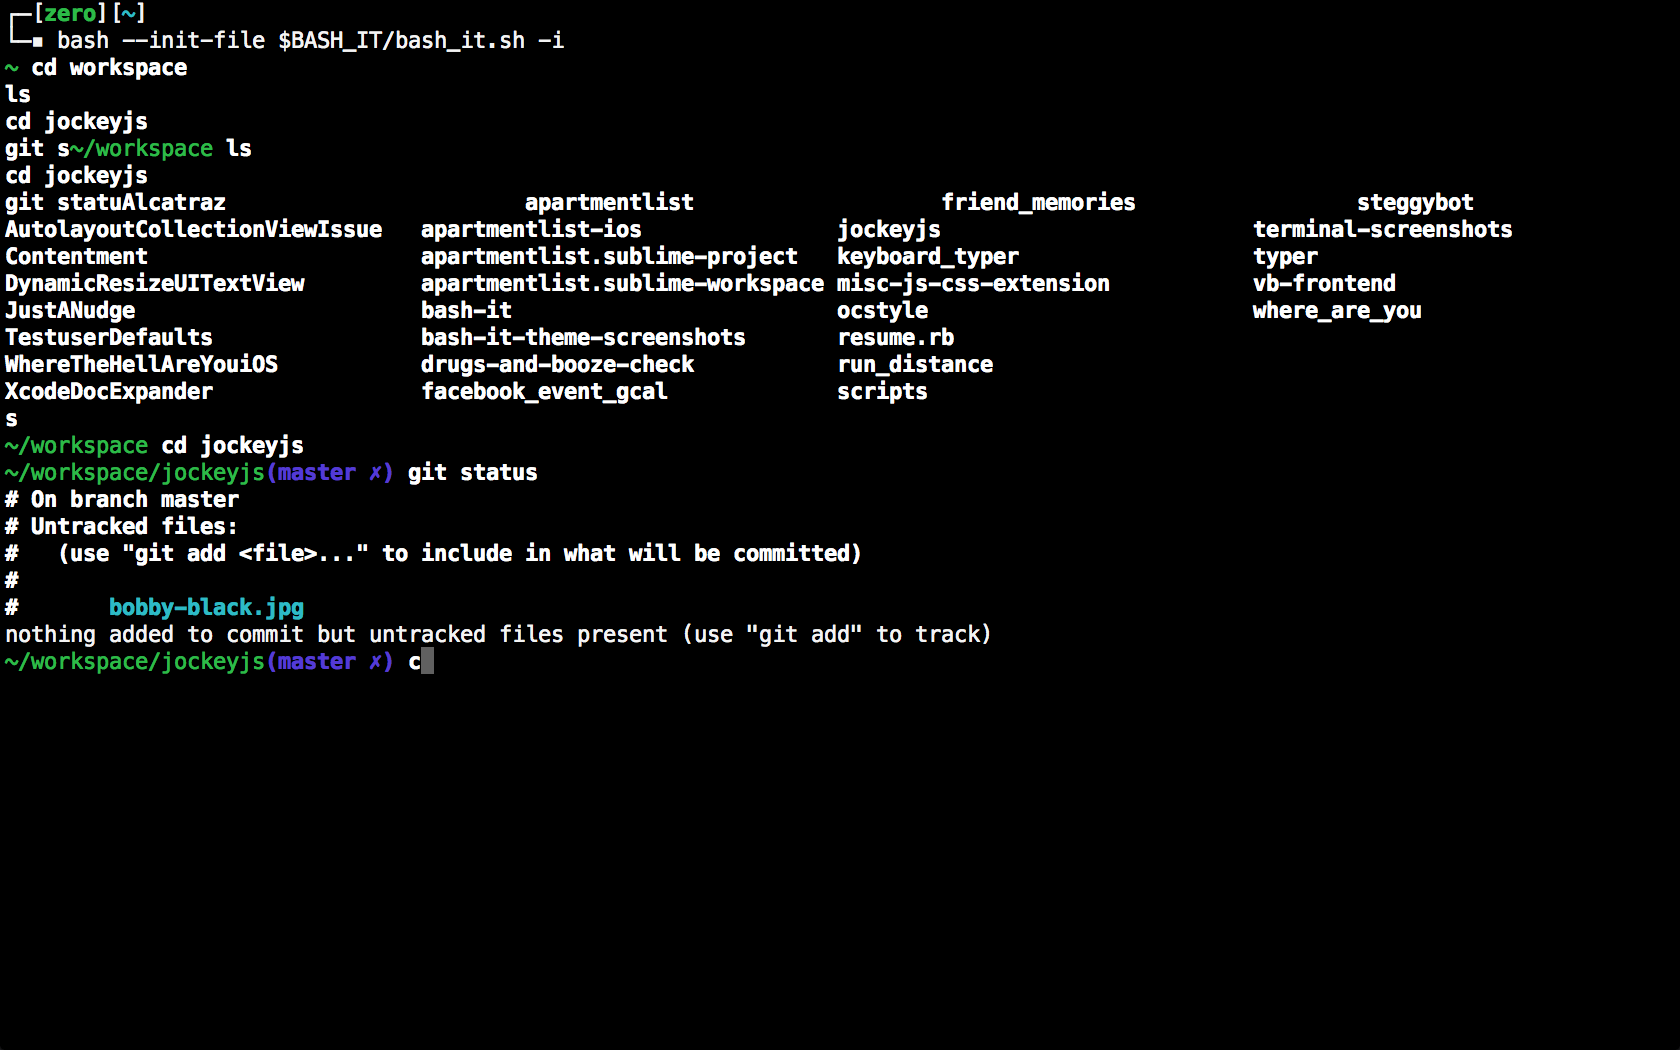 ┌─[zero][~]
└─▪ bash --init-file $BASH_IT/bash_it.sh -i
~ cd workspace
ls
cd jockeyjs
git s~/workspace ls
cd jockeyjs
git statuAlcatraz                       apartmentlist                   friend_memories                 steggybot
AutolayoutCollectionViewIssue   apartmentlist-ios               jockeyjs                        terminal-screenshots
Contentment                     apartmentlist.sublime-project   keyboard_typer                  typer
DynamicResizeUITextView         apartmentlist.sublime-workspace misc-js-css-extension           vb-frontend
JustANudge                      bash-it                         ocstyle                         where_are_you
TestuserDefaults                bash-it-theme-screenshots       resume.rb
WhereTheHellAreYouiOS           drugs-and-booze-check           run_distance
XcodeDocExpander                facebook_event_gcal             scripts
s
~/workspace cd jockeyjs
~/workspace/jockeyjs(master ✗) git status
# On branch master
# Untracked files:
#   (use "git add <file>..." to include in what will be committed)
#
#       bobby-black.jpg
nothing added to commit but untracked files present (use "git add" to track)
~/workspace/jockeyjs(master ✗) c